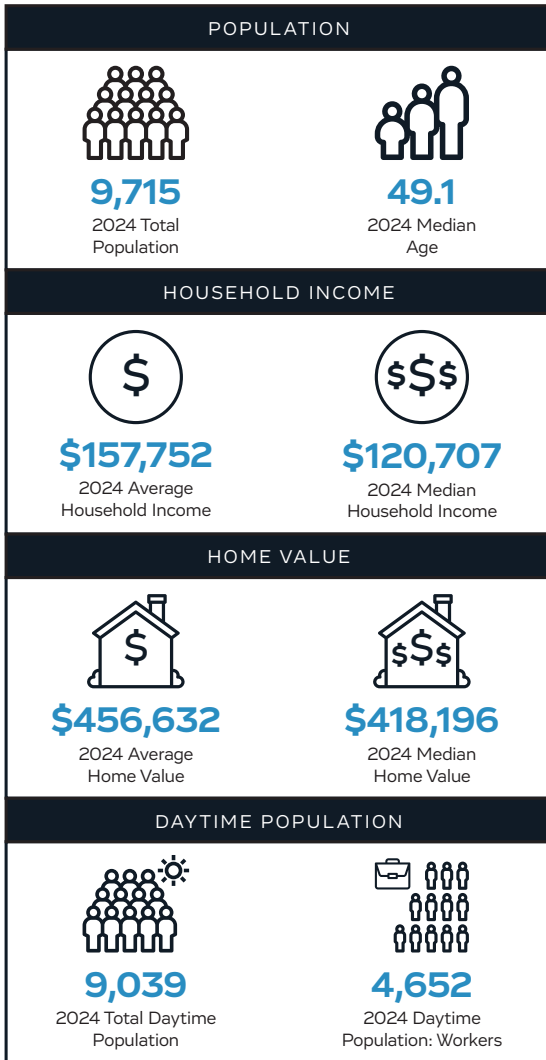 POPULATION
9,715
2024 Total
Population
49.1
2024 Median
Age
HOUSEHOLD INCOME
$
$157,752
2024 Average
Household Income
$$$
$120,707
2024 Median
Household Income
HOME VALUE
$
$456,632
2024 Average
Home Value
$$$
$418,196
2024 Median
Home Value
DAYTIME POPULATION
9,039
2024 Total Daytime
Population
4,652
2024 Daytime
Population: Workers